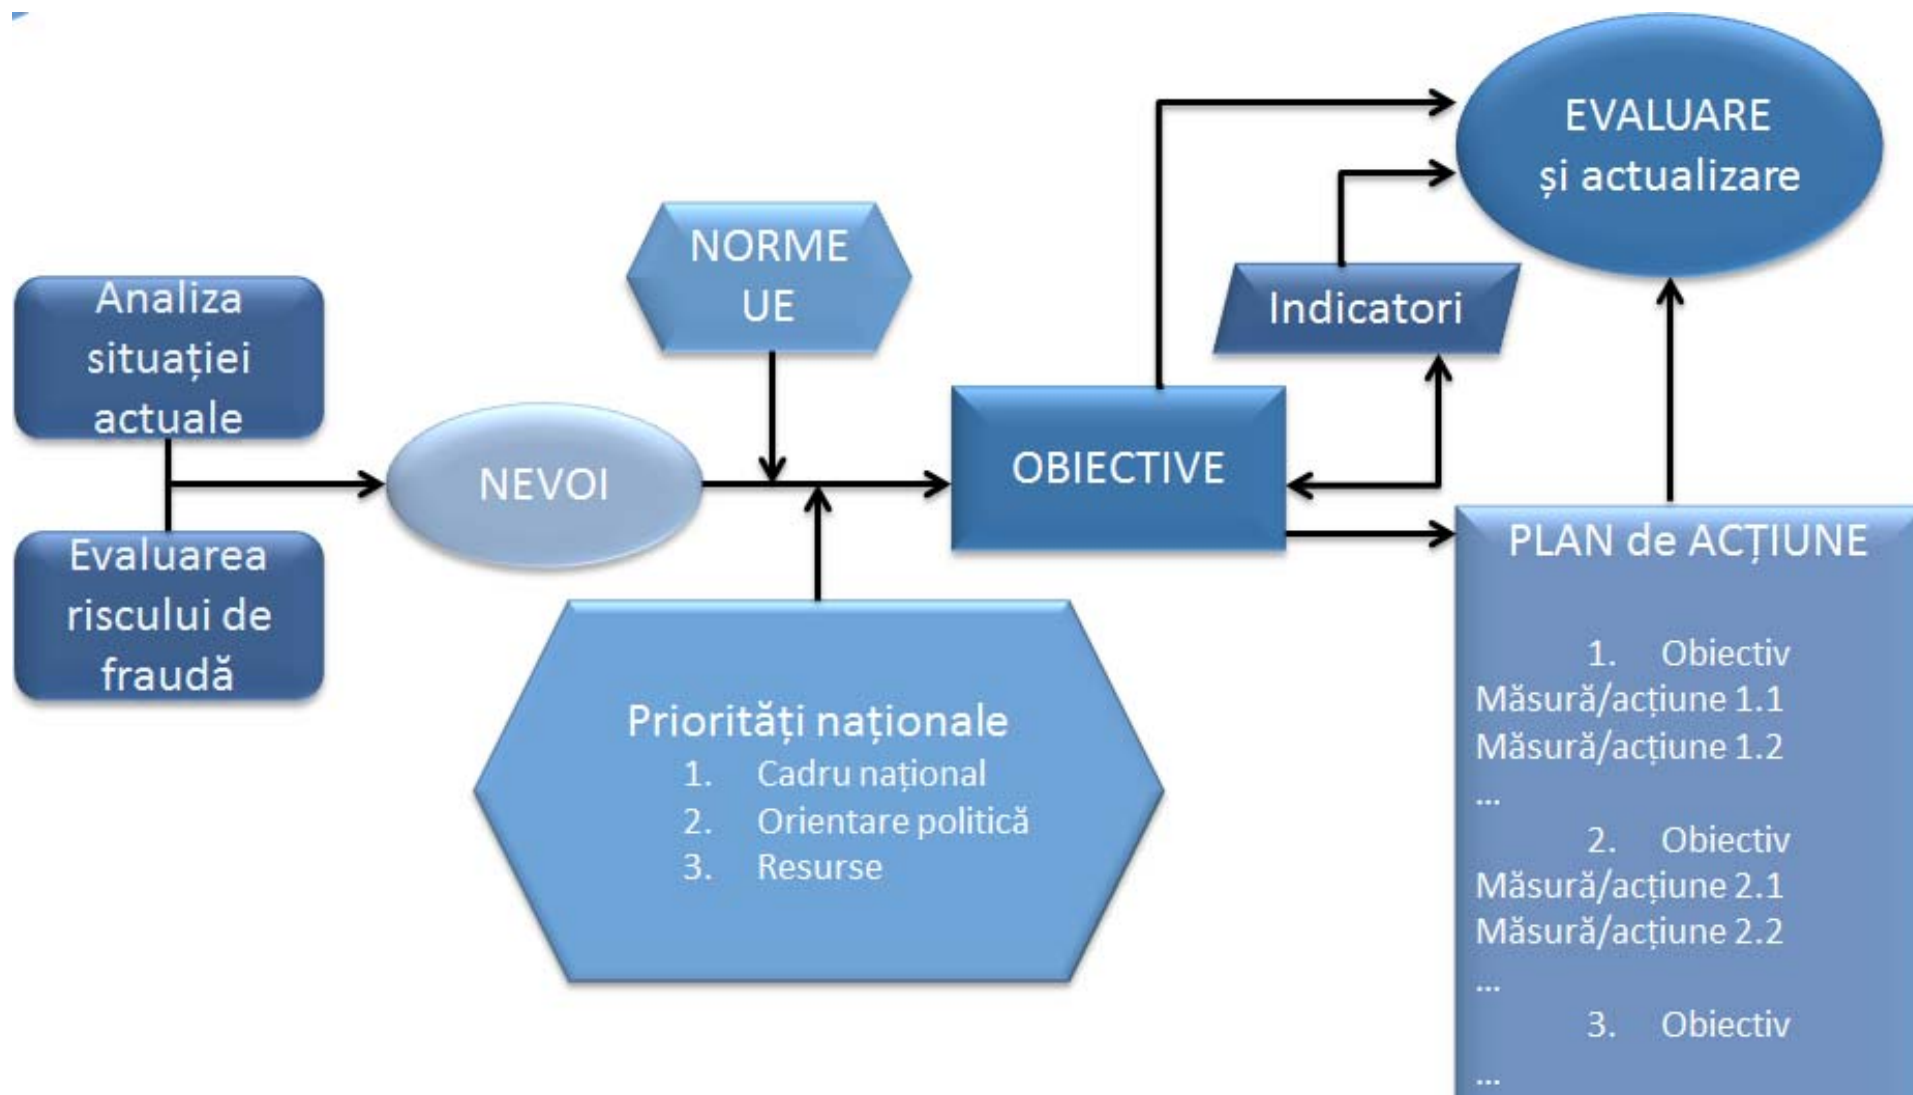 Analiza
situației
actuale
Evaluarea
riscului de
fraudă
NEVOI
NORME
UE
Priorități naționale
1. Cadru național
2. Orientare politică
3. Resurse
OBIECTIVE
Indicatori
EVALUARE
și actualizare
PLAN de ACȚIUNE
1. Obiectiv
Măsură/acțiune 1.1
Măsură/acțiune 1.2
...
2. Obiectiv
Măsură/acțiune 2.1
Măsură/acțiune 2.2
...
3. Obiectiv
...